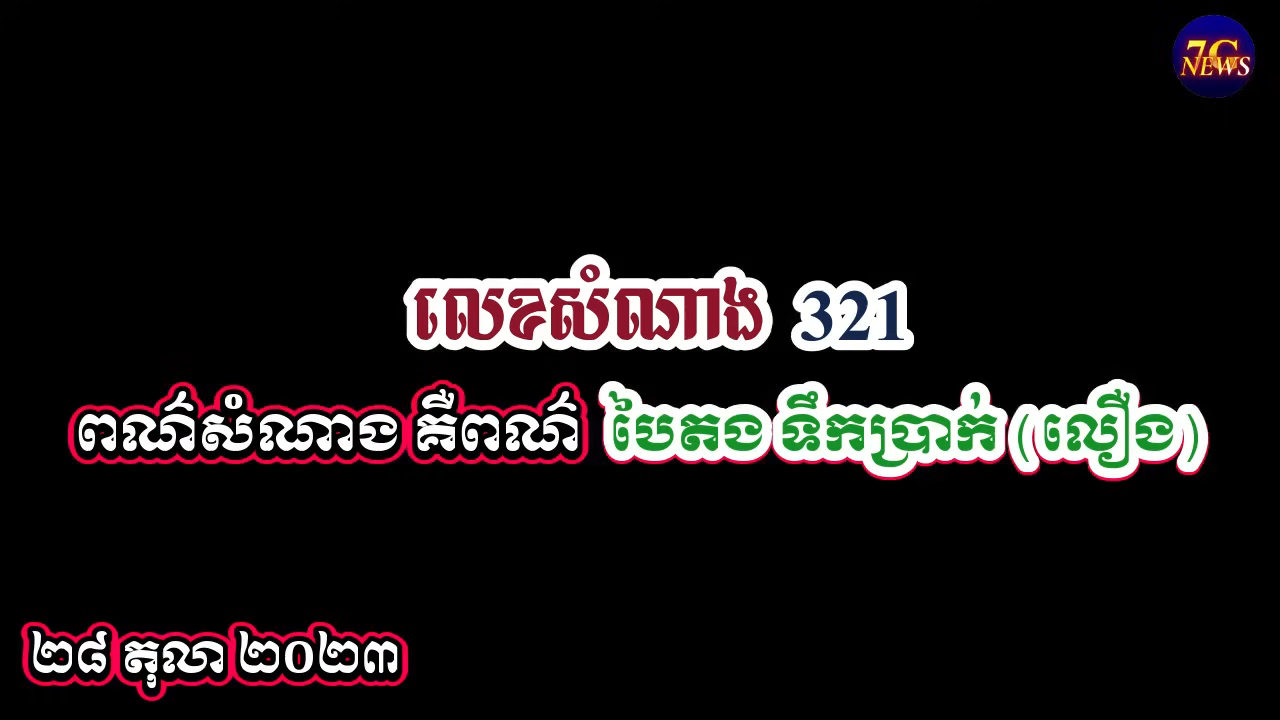 7G
NEWS
លេខសំណាង 321
ពណ៌សំណាង គឺពណ៌ បៃតង ទឹកប្រាក់ (លឿង)
២៨ តុលា ២០២៣